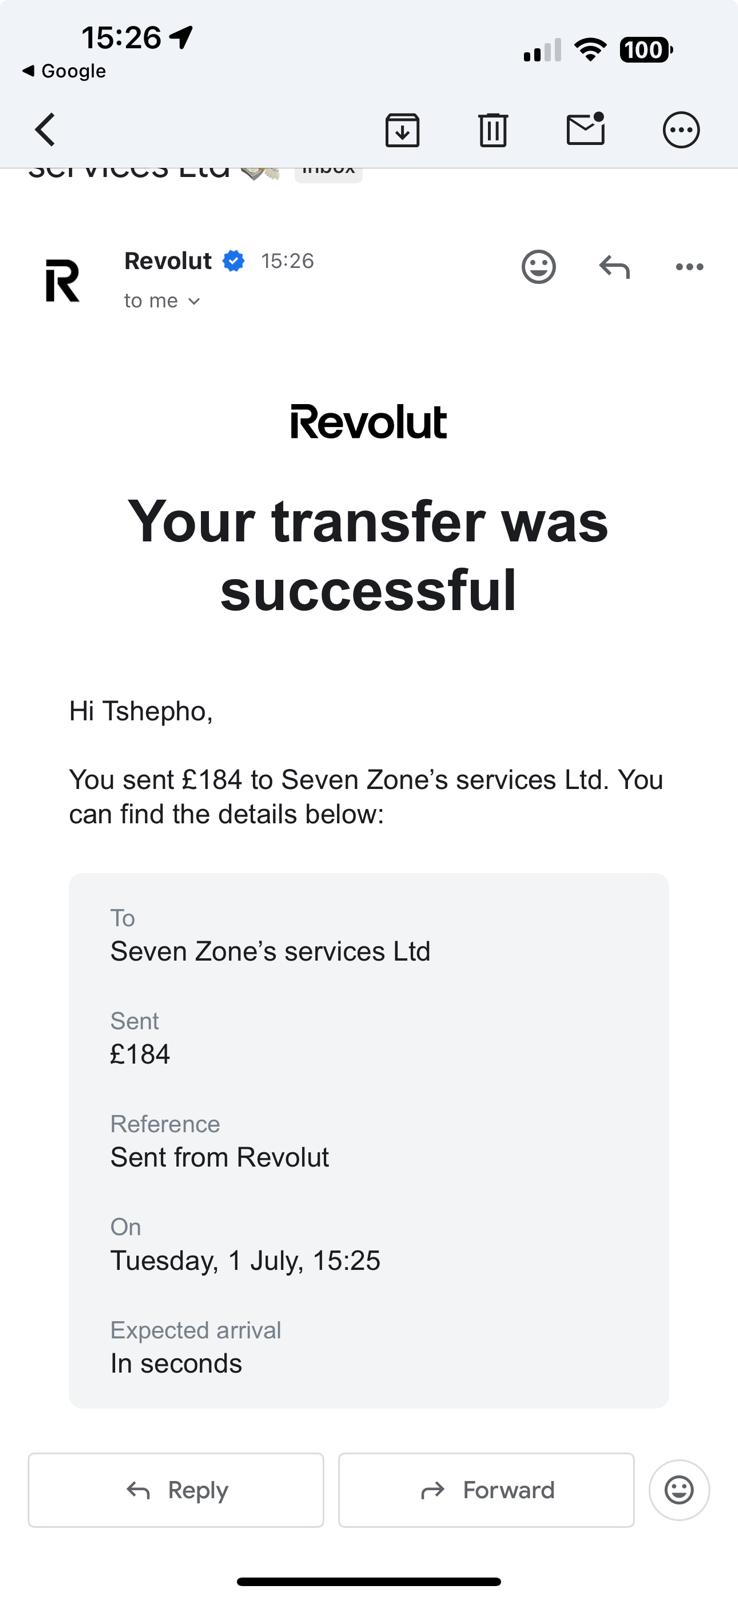 15:26
100
Google
services Ltd
Inbox
Revolut 15:26
to me
Revolut
Your transfer was
successful
Hi Tshepho,
You sent £184 to Seven Zone’s services Ltd. You
can find the details below:
To
Seven Zone’s services Ltd
Sent
£184
Reference
Sent from Revolut
On
Tuesday, 1 July, 15:25
Expected arrival
In seconds
Reply
Forward